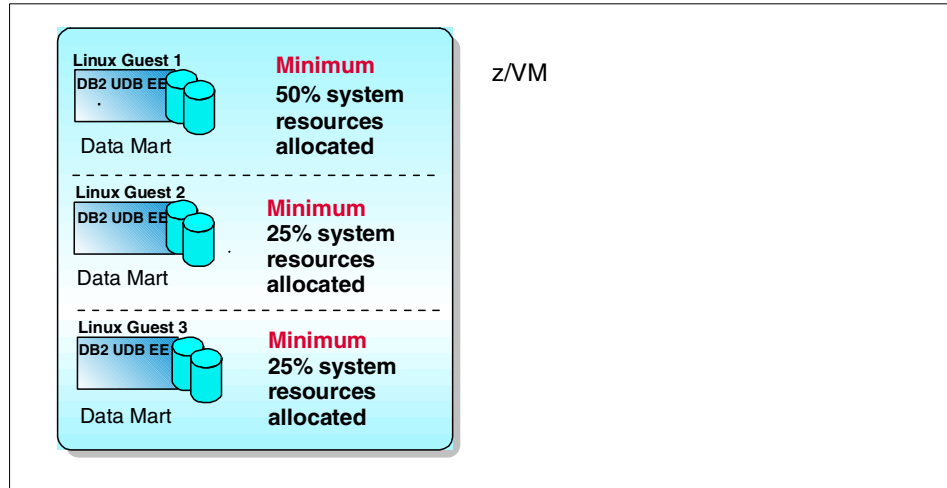 Linux Guest 1
DB2 UDB EE
Data Mart
Minimum
50% system
resources
allocated
z/VM
Linux Guest 2
DB2 UDB EE
Data Mart
Minimum
25% system
resources
allocated
Linux Guest 3
DB2 UDB EE
Data Mart
Minimum
25% system
resources
allocated